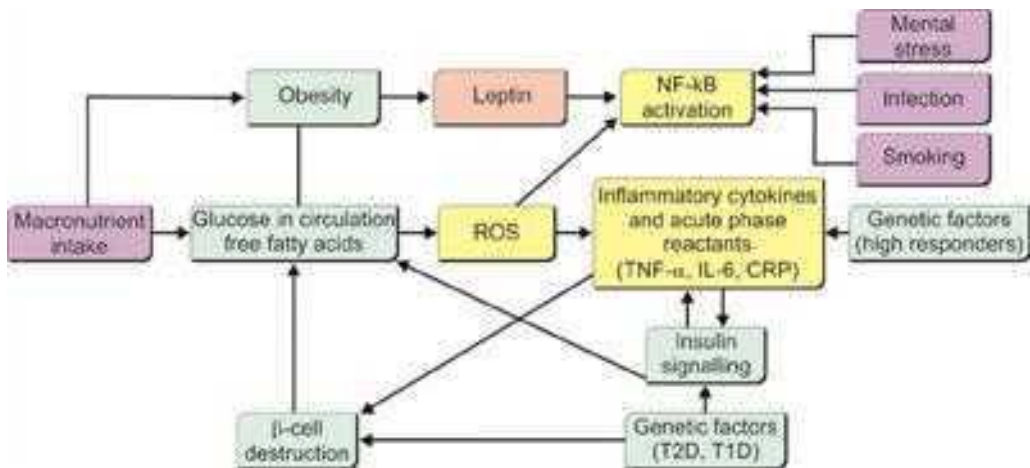 Mental
stress
Obesity
Leptin
NF-kB
activation
Infection
Smoking
Macronutrient
intake
Glucose in circulation
free fatty acids
ROS
Inflammatory cytokines
and acute phase
reactants
(TNF-α, IL-6, CRP)
Genetic factors
(high responders)
Insulin
signalling
β-cell
destruction
Genetic factors
(T2D, T1D)